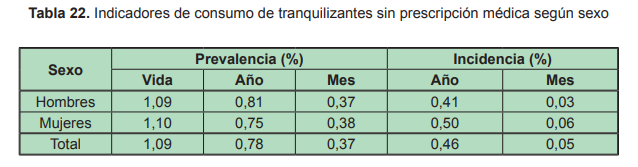 Tabla 22. Indicadores de consumo de tranquilizantes sin prescripción médica según sexo
Sexo Prevalencia (%) Incidencia (%)
Vida Año Mes Año Mes
Hombres 1,09 0,81 0,37 0,41 0,03
Mujeres 1,10 0,75 0,38 0,50 0,06
Total 1,09 0,78 0,37 0,46 0,05